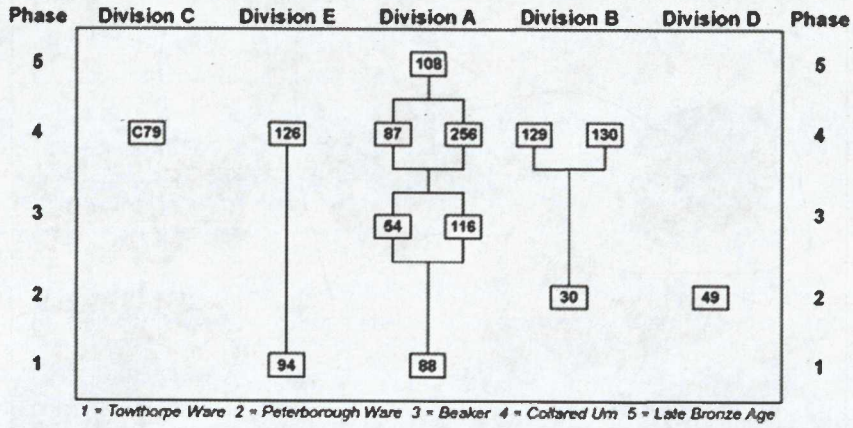 Phase Division C Division E Division A Division B Division D Phase
5 108 5
4 C79 126 87 256 129 130 4
3 54 116 3
2 30 49 2
1 94 88 1
1 = Towthorpe Ware 2 = Peterborough Ware 3 = Beaker 4 = Collared Urn 5 = Late Bronze Age